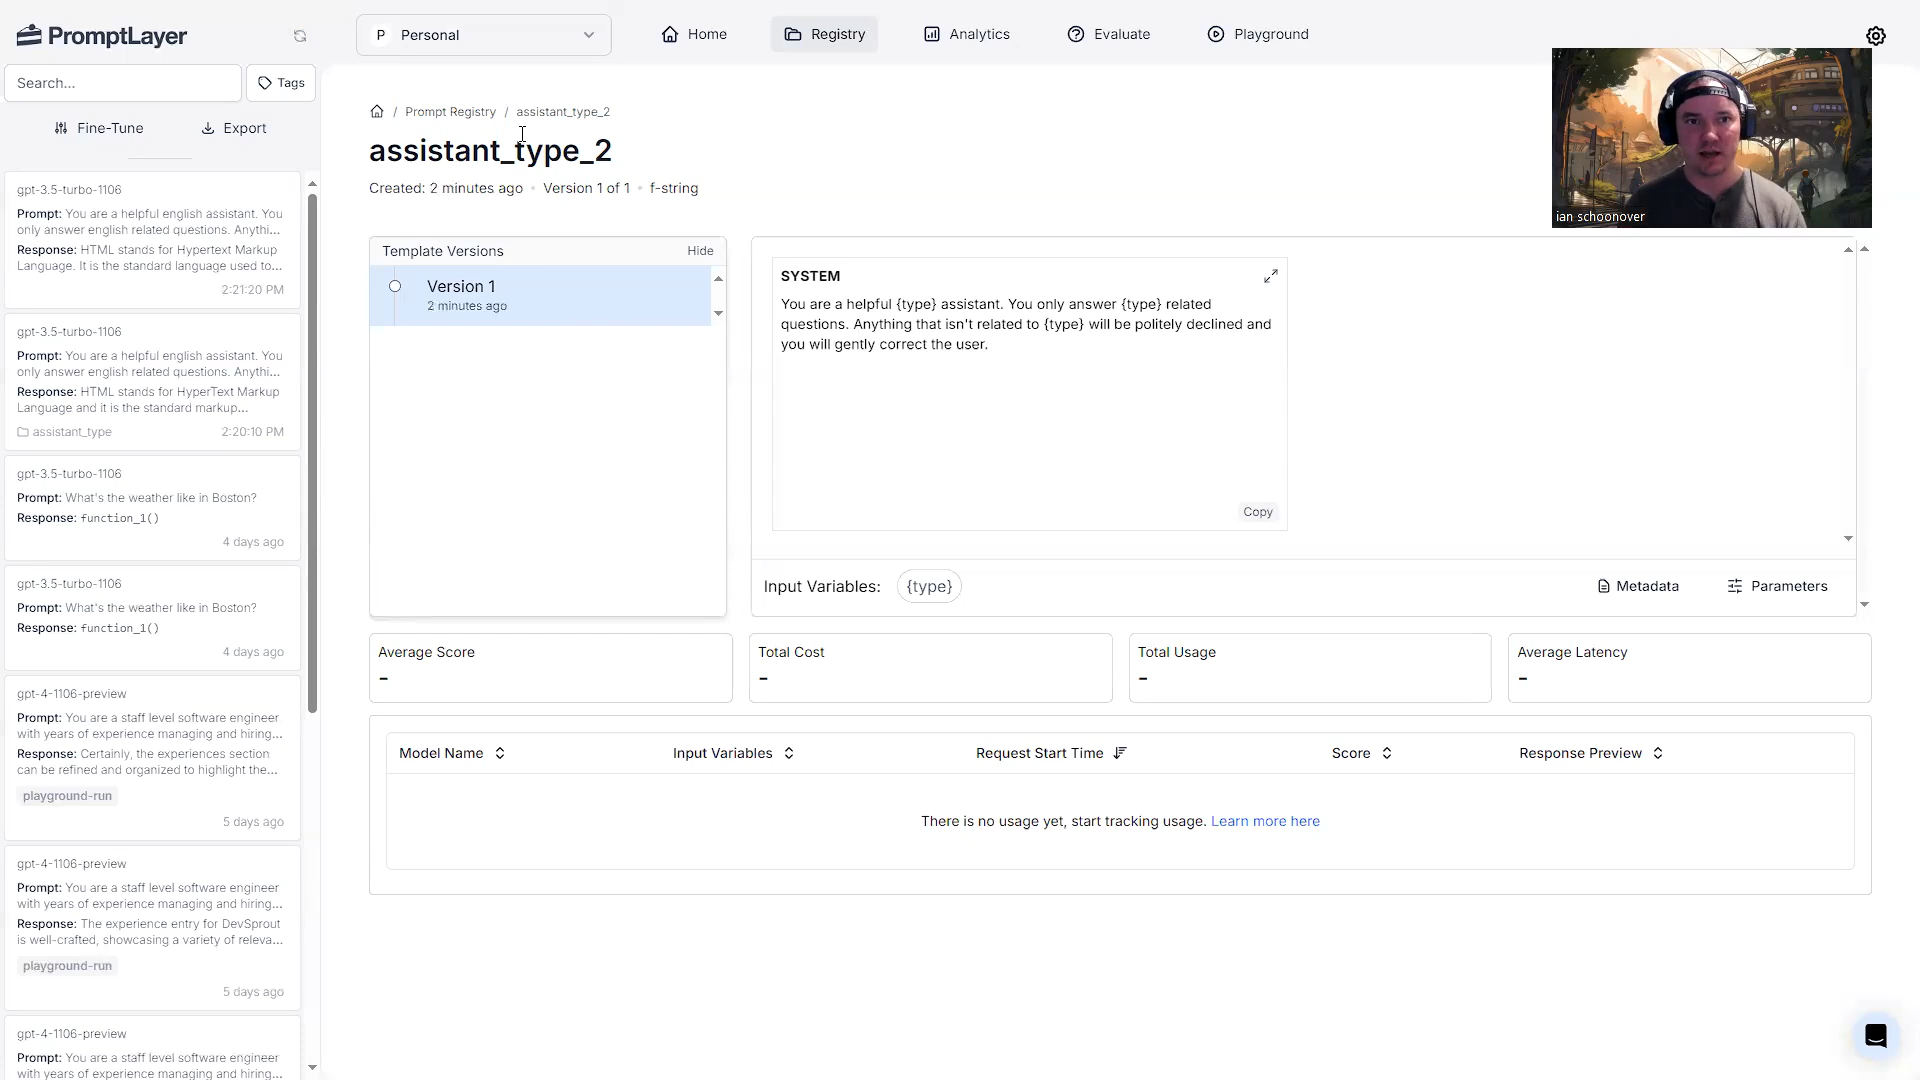 PromptLayer
P Personal
Home
Registry
Analytics
Evaluate
Playground
Search...
Tags
Fine-Tune
Export
gpt-3.5-turbo-1106
Prompt: You are a helpful english assistant. You
only answer english related questions. Anythi...
Response: HTML stands for Hypertext Markup
Language. It is the standard language used to...
2:21:20 PM
gpt-3.5-turbo-1106
Prompt: You are a helpful english assistant. You
only answer english related questions. Anythi...
Response: HTML stands for HyperText Markup
Language and it is the standard markup...
assistant_type
2:20:10 PM
gpt-3.5-turbo-1106
Prompt: What's the weather like in Boston?
Response: function_1()
4 days ago
gpt-3.5-turbo-1106
Prompt: What's the weather like in Boston?
Response: function_1()
4 days ago
gpt-4-1106-preview
Prompt: You are a staff level software engineer
with years of experience managing and hiring...
Response: Certainly, the experiences section
can be refined and organized to highlight the...
playground-run
5 days ago
gpt-4-1106-preview
Prompt: You are a staff level software engineer
with years of experience managing and hiring...
Response: The experience entry for DevSprout
is well-crafted, showcasing a variety of releva...
playground-run
5 days ago
gpt-4-1106-preview
Prompt: You are a staff level software engineer
with years of experience managing and hiring...
/ Prompt Registry / assistant_type_2
assistant_type_2
Created: 2 minutes ago • Version 1 of 1 • f-string
ian schoonover
Template Versions
Hide
Version 1
2 minutes ago
SYSTEM
You are a helpful {type} assistant. You only answer {type} related
questions. Anything that isn't related to {type} will be politely declined and
you will gently correct the user.
Copy
Input Variables: {type}
Metadata
Parameters
Average Score
-
Total Cost
-
Total Usage
-
Average Latency
-
Model Name
Input Variables
Request Start Time
Score
Response Preview
There is no usage yet, start tracking usage. Learn more here